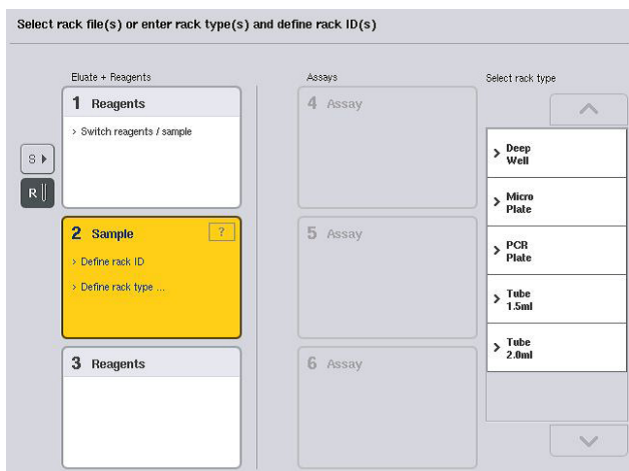 Select rack file(s) or enter rack type(s) and define rack ID(s)
Eluate + Reagents
Assays
Select rack type
1 Reagents
> Switch reagents / sample
S
R
2 Sample
?
> Define rack ID
> Define rack type ...
3 Reagents
4 Assay
5 Assay
6 Assay
> Deep
Well
> Micro
Plate
> PCR
Plate
> Tube
1.5ml
> Tube
2.0ml